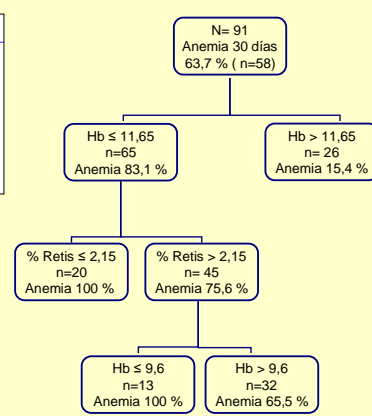 N= 91
Anemia 30 días
63,7 % ( n=58)
Hb ≤ 11,65
n=65
Anemia 83,1 %
Hb > 11,65
n= 26
Anemia 15,4 %
% Retis ≤ 2,15
n=20
Anemia 100 %
% Retis > 2,15
n= 45
Anemia 75,6 %
Hb ≤ 9,6
n=13
Anemia 100 %
Hb > 9,6
n=32
Anemia 65,5 %